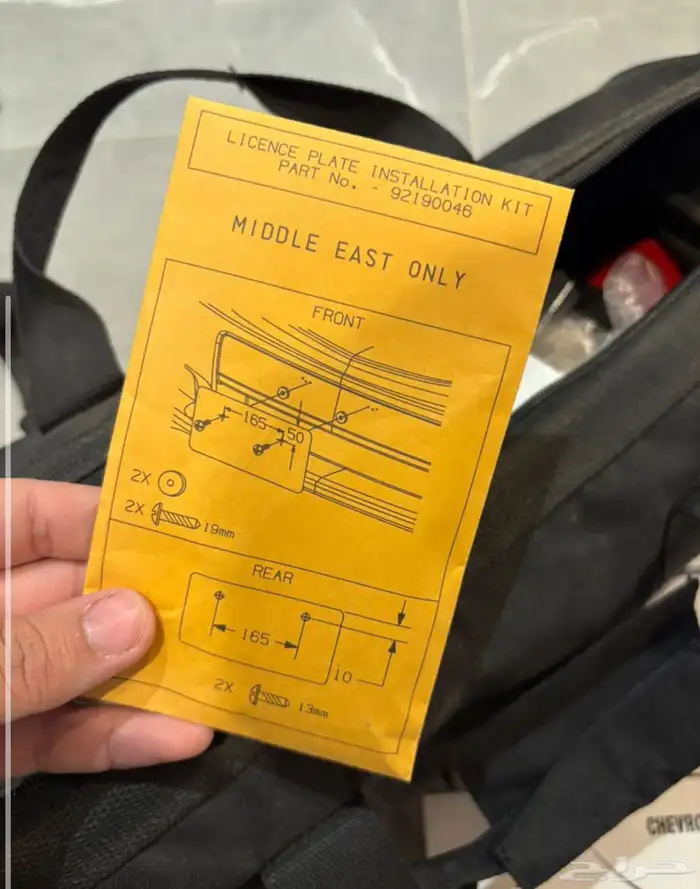 LICENCE PLATE INSTALLATION KIT
PART No. - 92190046
MIDDLE EAST ONLY
FRONT
165
50
2X
2X 19mm
REAR
165
10
2X 13mm
CHEVRO
حراج